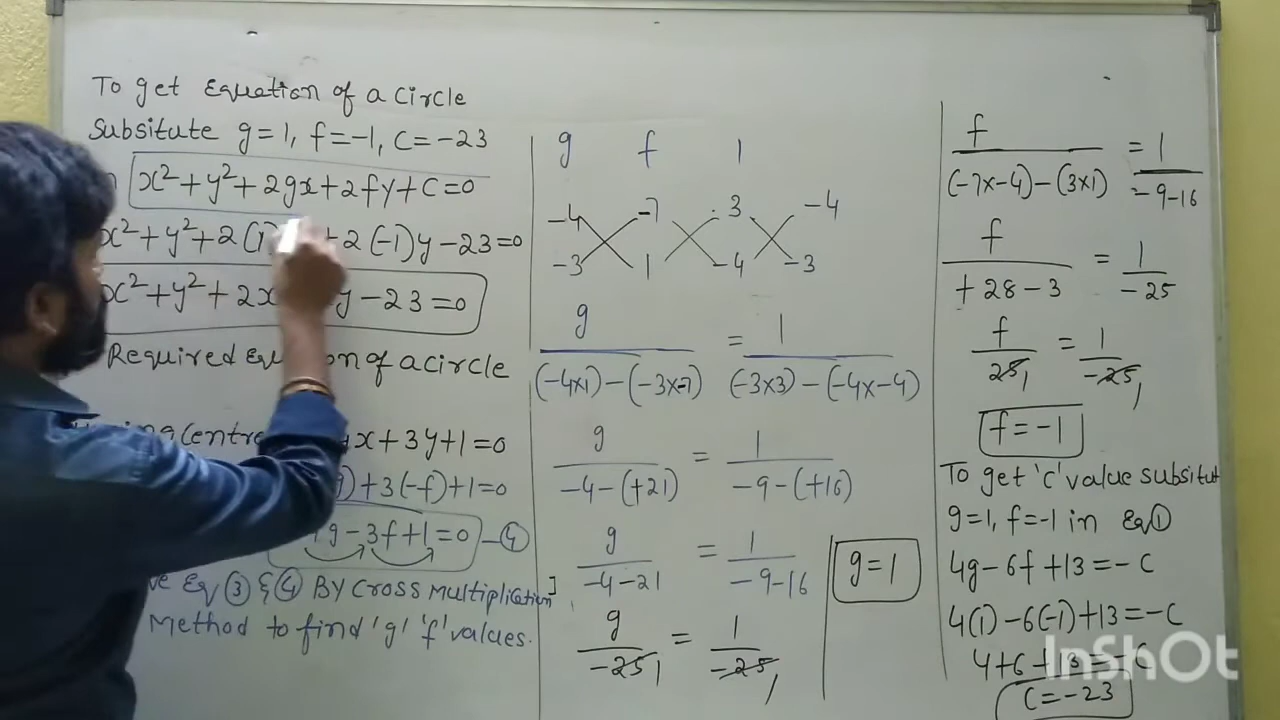 To get Equation of a circle
Subsitute g=1, f=-1, C=-23
x²+y²+2gx+2fy+C=0
x²+y²+2(1) +2(-1)y-23=0
x²+y²+2x y-23=0
Required of a circle
x+3y+1=0
+3(-f)+1=0
g-3f+1=0 -④
Eq ③ & ④ By Cross Multiplication]
Method to find 'g' 'f' values.
g f 1
-4 -7 3 -4
-3 1 -4 -3
g/((-4×1)-(-3×-7)) = 1/((-3×3)-(-4×-4))
g/(-4-(+21)) = 1/(-9-(+16))
g/(-4-21) = 1/(-9-16)
g/(-25) = 1/(-25)
g=1
f/((-7×-4)-(3×1)) = 1/(-9-16)
f/(+28-3) = 1/(-25)
f/25 = 1/(-25)
f=-1
To get 'c' value subsitut
g=1, f=-1 in Eq①
4g-6f+13=-C
4(1)-6(-1)+13=-C
4+6+13=-C
C=-23
InShOt